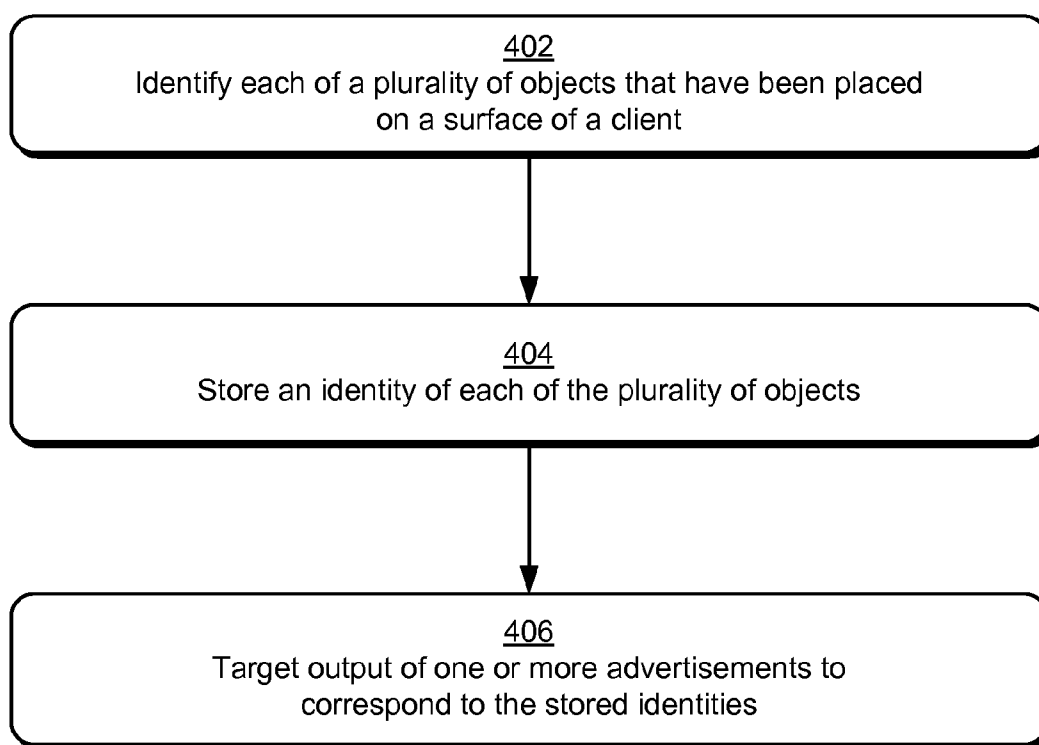 402
Identify each of a plurality of objects that have been placed
on a surface of a client
404
Store an identity of each of the plurality of objects
406
Target output of one or more advertisements to
correspond to the stored identities